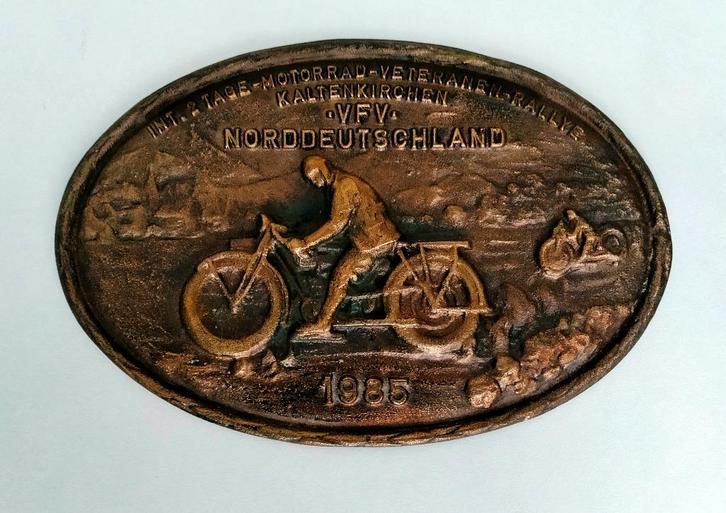 INT. 2 TAGE-MOTORRAD-VETERANEN-RALLYE
KALTENKIRCHEN
·VFV·
NORDDEUTSCHLAND
1985